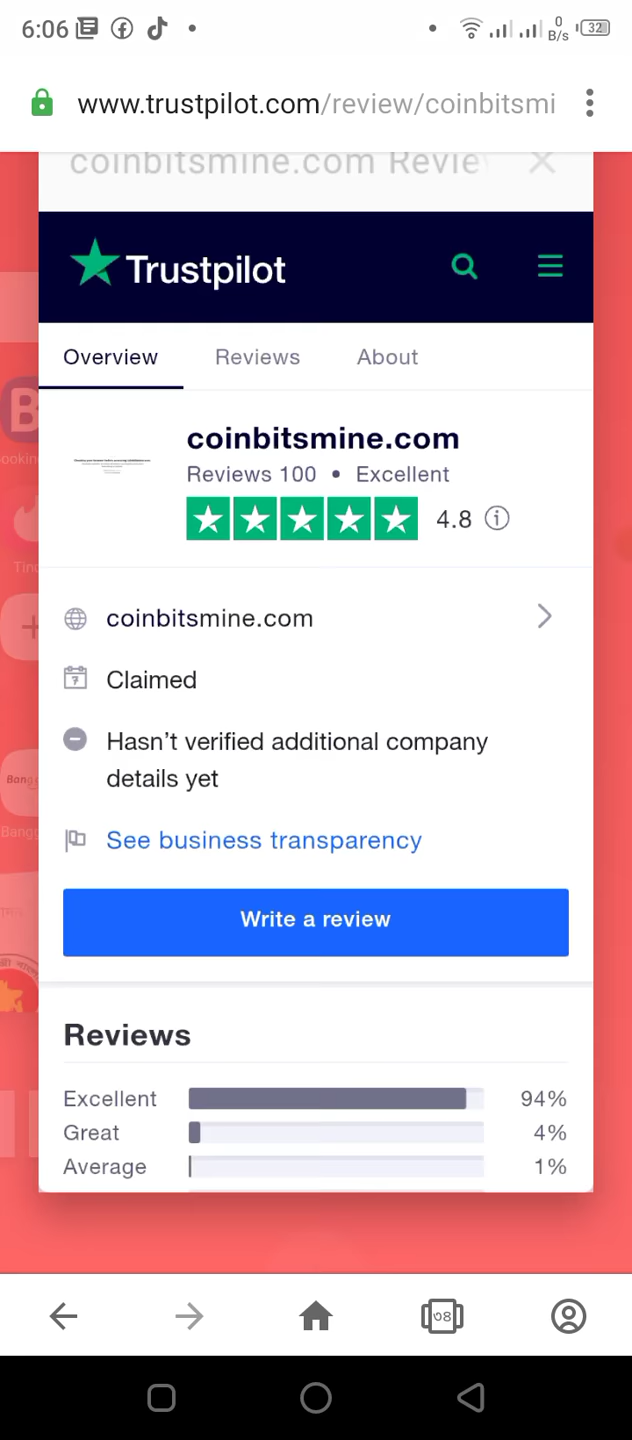 6:06
0
B/s
32
www.trustpilot.com/review/coinbitsmi
coinbitsmine.com Review
Trustpilot
Overview Reviews About
coinbitsmine.com
Reviews 100 • Excellent
4.8
coinbitsmine.com
Claimed
Hasn’t verified additional company
details yet
See business transparency
Write a review
Reviews
Excellent 94%
Great 4%
Average 1%